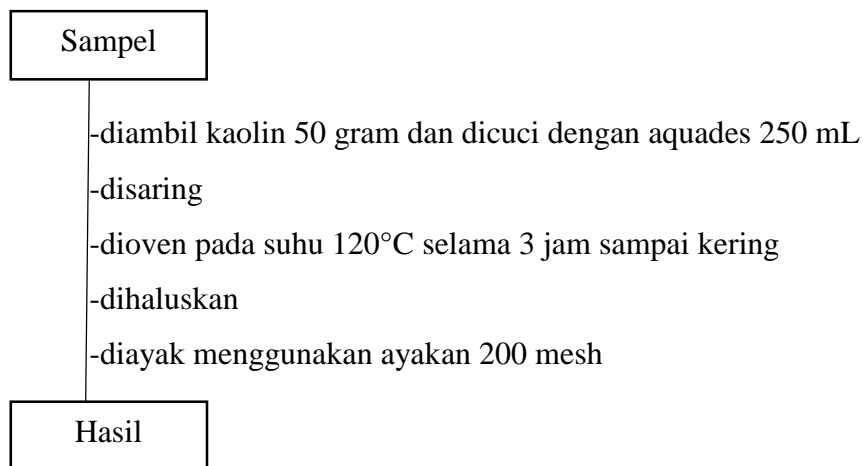 Sampel
-diambil kaolin 50 gram dan dicuci dengan aquades 250 mL
-disaring
-dioven pada suhu 120°C selama 3 jam sampai kering
-dihaluskan
-diayak menggunakan ayakan 200 mesh
Hasil